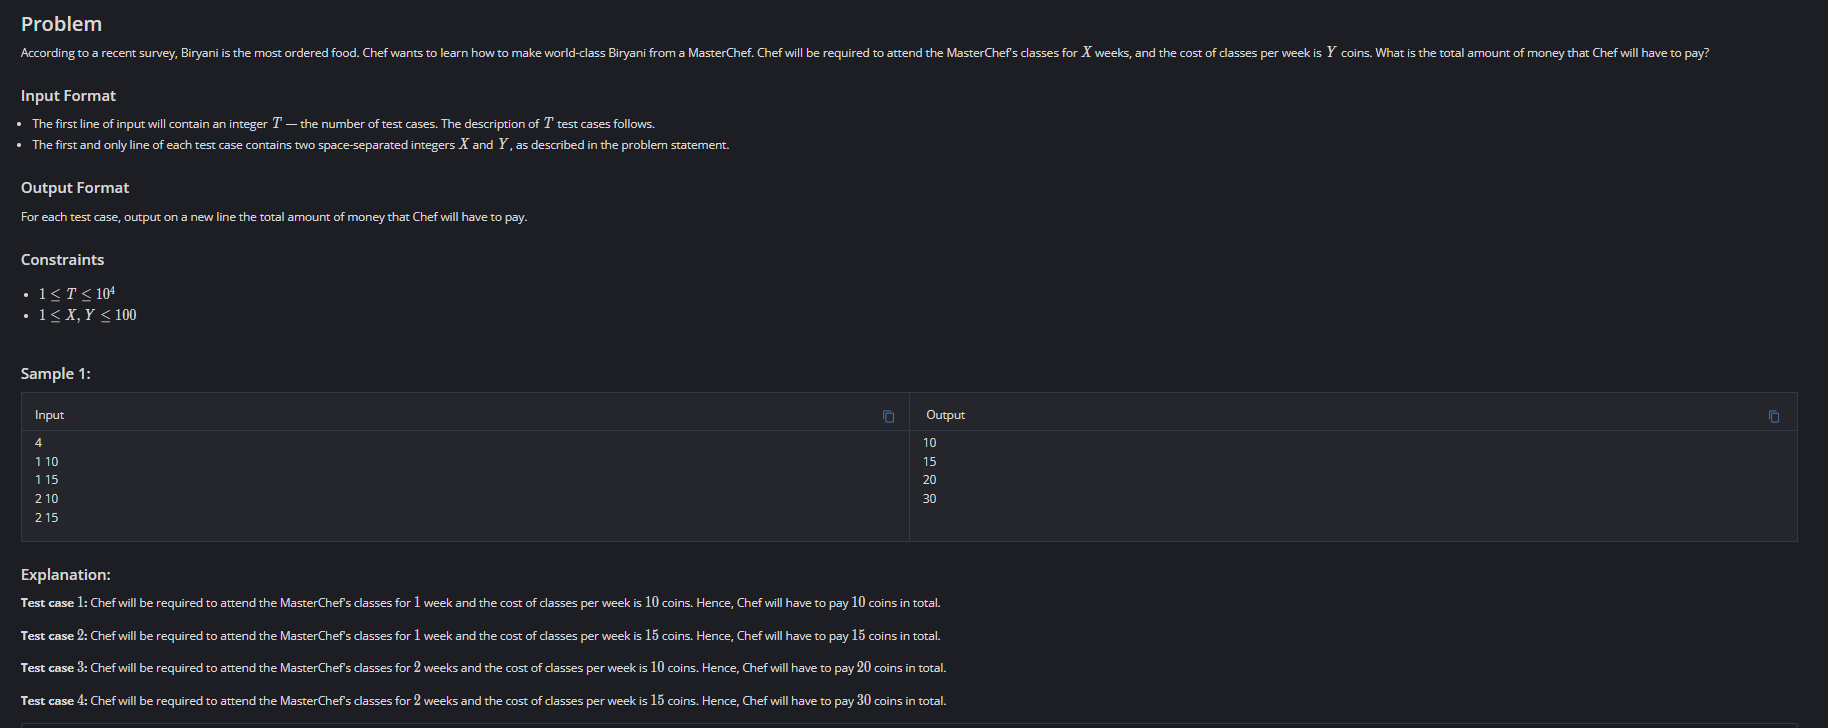 Problem
According to a recent survey, Biryani is the most ordered food. Chef wants to learn how to make world-class Biryani from a MasterChef. Chef will be required to attend the MasterChef's classes for X weeks, and the cost of classes per week is Y coins. What is the total amount of money that Chef will have to pay?
Input Format
• The first line of input will contain an integer T — the number of test cases. The description of T test cases follows.
• The first and only line of each test case contains two space-separated integers X and Y, as described in the problem statement.
Output Format
For each test case, output on a new line the total amount of money that Chef will have to pay.
Constraints
• 1 ≤ T ≤ 10⁴
• 1 ≤ X, Y ≤ 100
Sample 1:
Input
4
1 10
1 15
2 10
2 15
Output
10
15
20
30
Explanation:
Test case 1: Chef will be required to attend the MasterChef's classes for 1 week and the cost of classes per week is 10 coins. Hence, Chef will have to pay 10 coins in total.
Test case 2: Chef will be required to attend the MasterChef's classes for 1 week and the cost of classes per week is 15 coins. Hence, Chef will have to pay 15 coins in total.
Test case 3: Chef will be required to attend the MasterChef's classes for 2 weeks and the cost of classes per week is 10 coins. Hence, Chef will have to pay 20 coins in total.
Test case 4: Chef will be required to attend the MasterChef's classes for 2 weeks and the cost of classes per week is 15 coins. Hence, Chef will have to pay 30 coins in total.